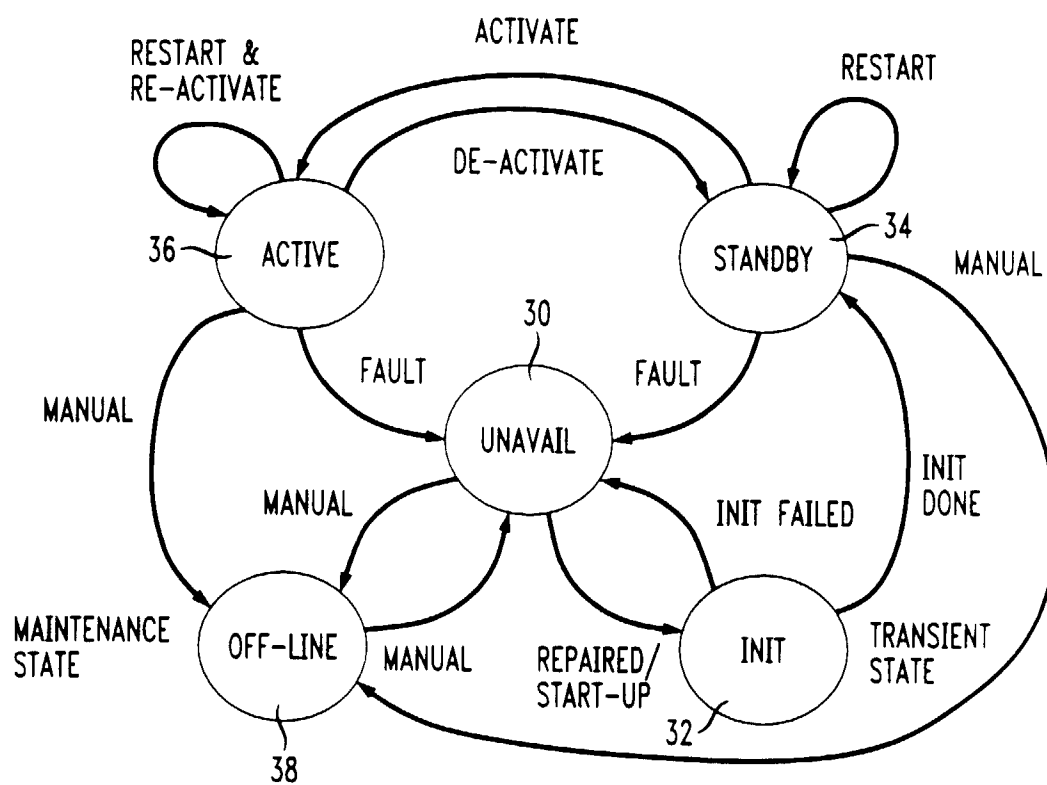 ACTIVATE
RESTART &
RE-ACTIVATE
RESTART
DE-ACTIVATE
36
ACTIVE
STANDBY
34
MANUAL
30
FAULT
FAULT
MANUAL
UNAVAIL
MANUAL
INIT FAILED
INIT
DONE
MAINTENANCE
STATE
OFF-LINE
MANUAL
REPAIRED/
START-UP
INIT
TRANSIENT
STATE
32
38